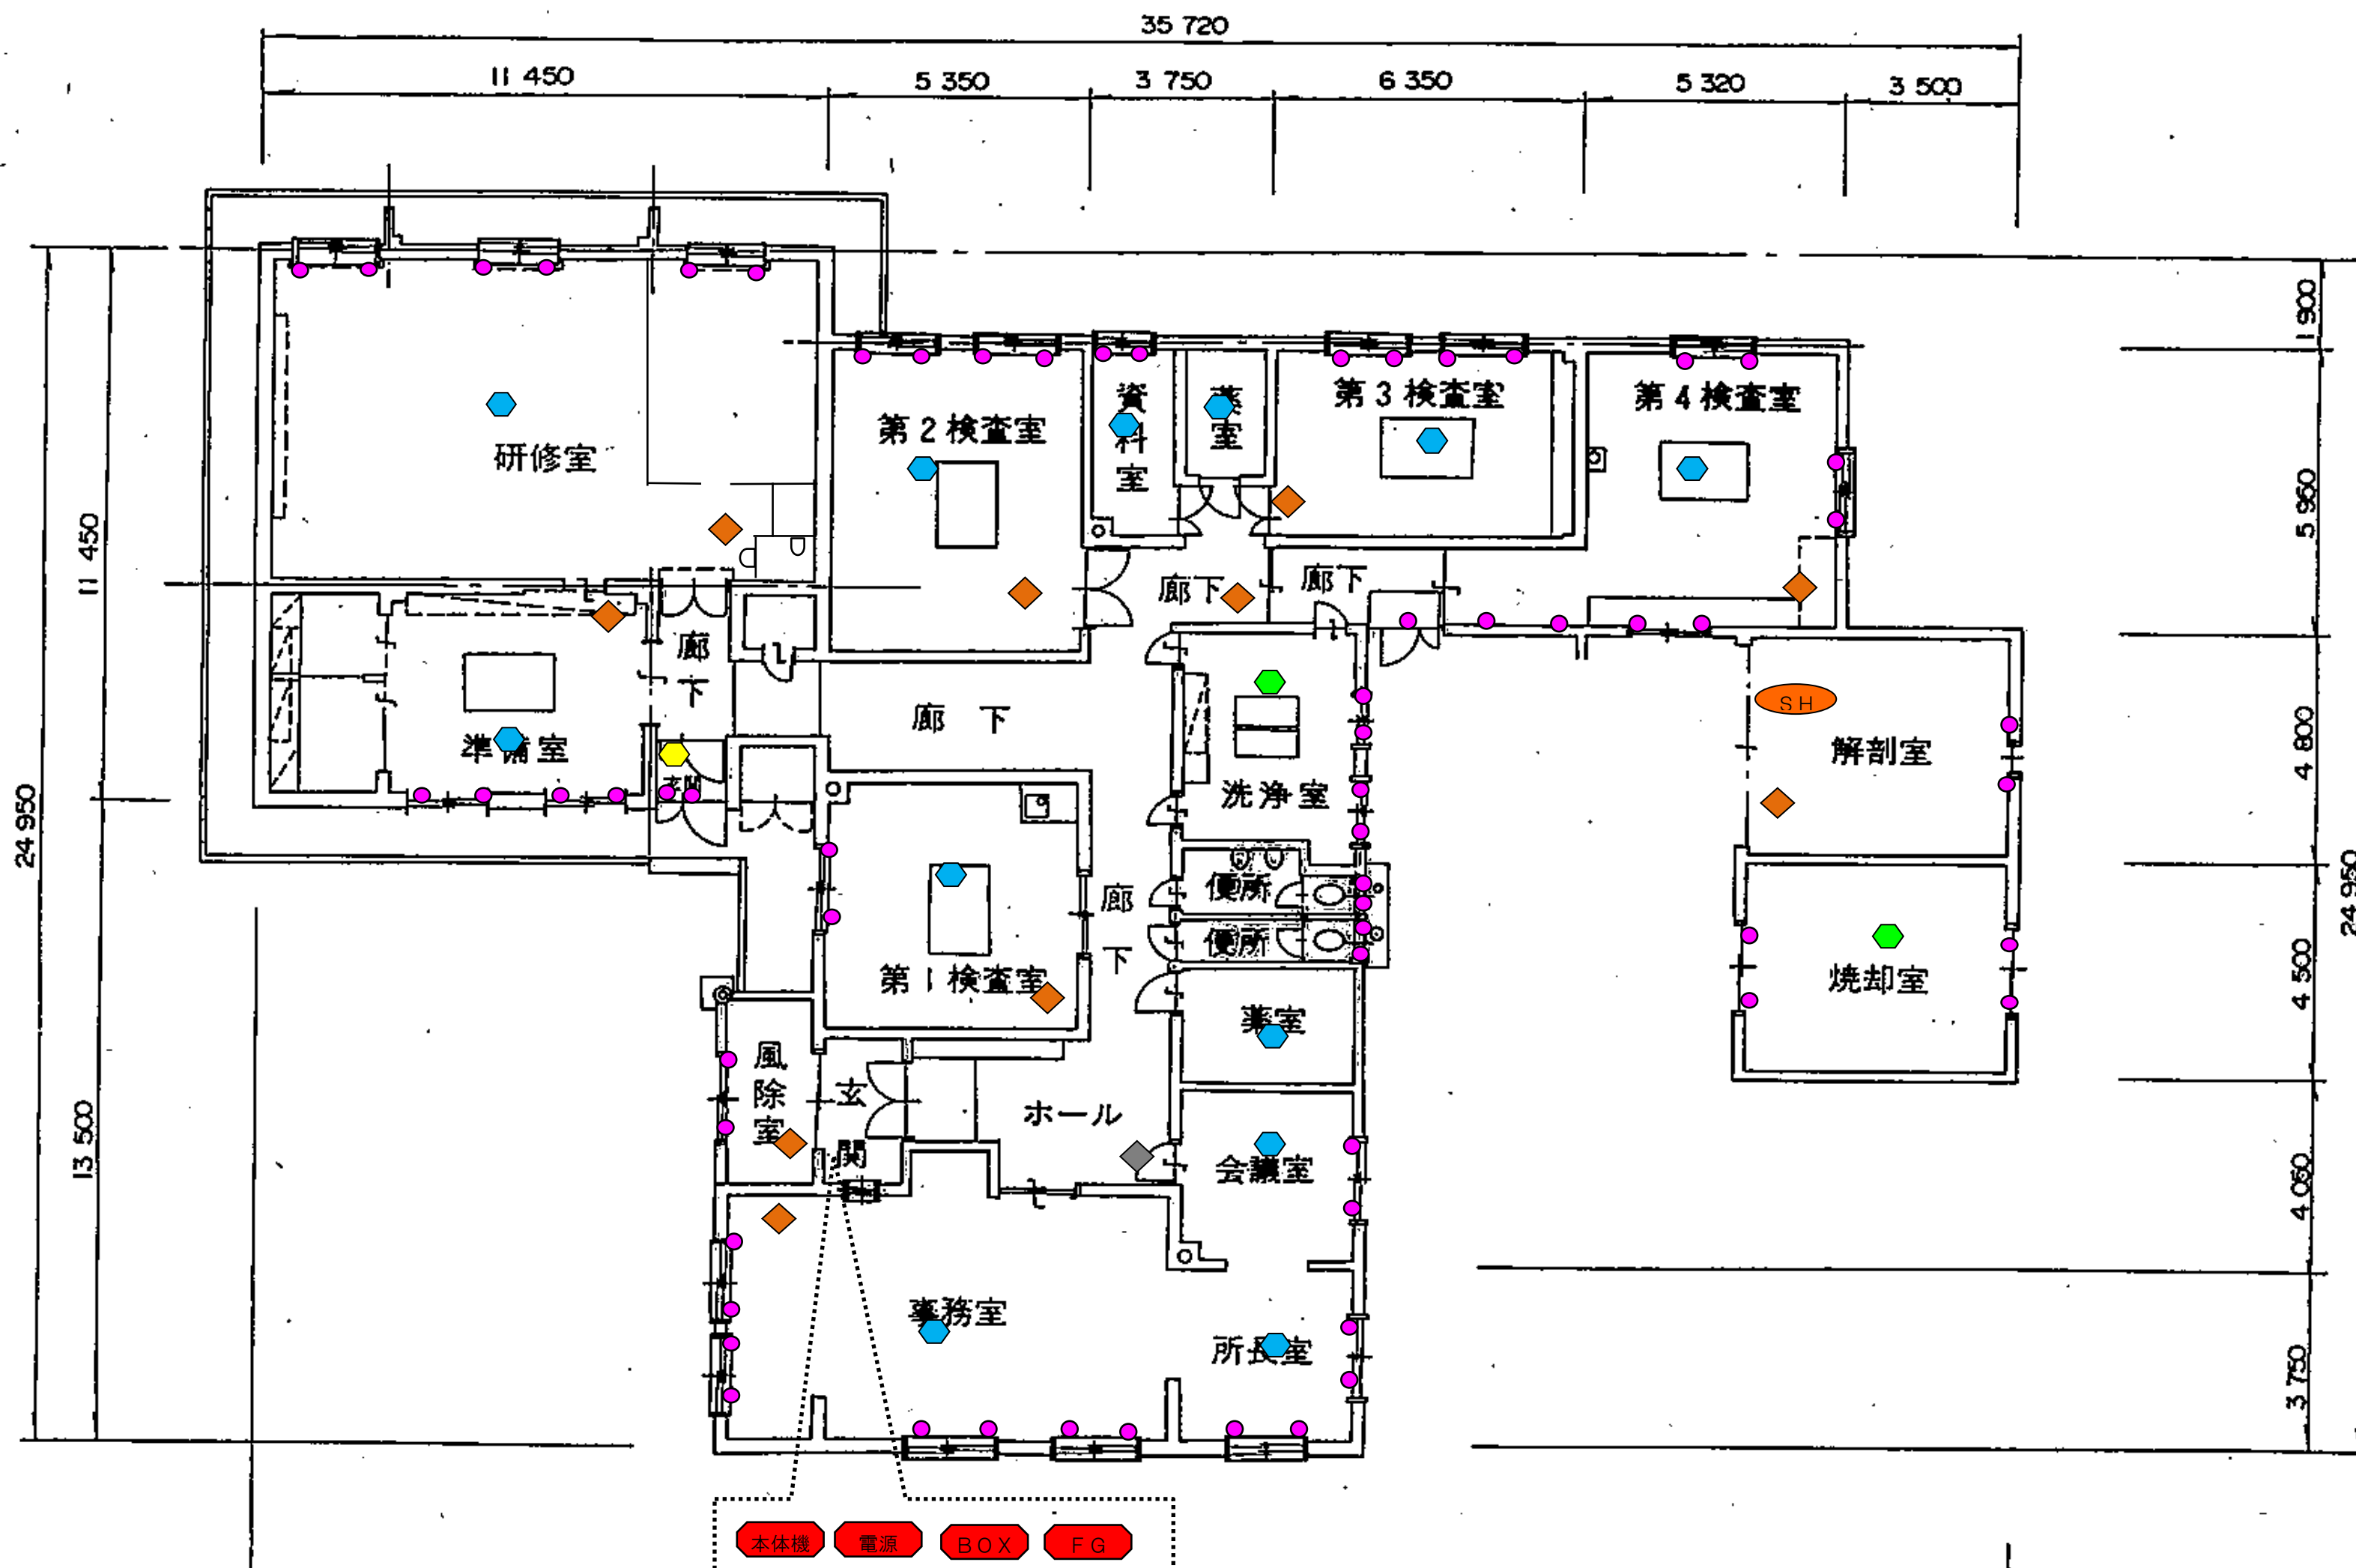 35 720
11 450
5 350
3 750
6 350
5 320
3 500
1 900
5 950
4 800
4 500
4 050
3 750
24 950
24 950
11 450
13 500
研修室
第2検査室
資料室
薬室
第3検査室
第4検査室
廊下
廊下
廊下
廊 下
準備室
玄関
洗浄室
SH
解剖室
便所
便所
廊下
第1検査室
焼却室
薬室
風除室
玄関
ホール
会議室
事務室
所長室
本体機
電源
BOX
FG